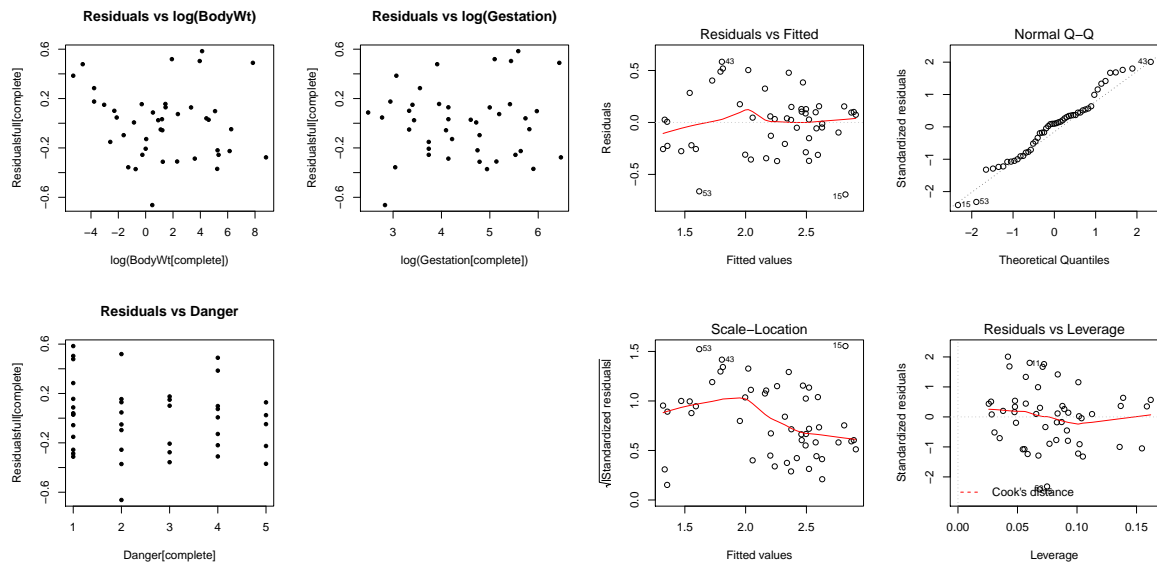 Residuals vs log(BodyWt)
Residualsfull[complete]
0.6
0.2
−0.6
−4 −2 0 2 4 6 8
log(BodyWt[complete])
Residuals vs log(Gestation)
Residualsfull[complete]
0.6
0.2
−0.6
3 4 5 6
log(Gestation[complete])
Residuals vs Fitted
Residuals
0.5
0.0
−0.5
43
53
15
1.5 2.0 2.5
Fitted values
Normal Q−Q
Standardized residuals
2
1
0
−1
−2
43
53
15
−2 −1 0 1 2
Theoretical Quantiles
Residuals vs Danger
Residualsfull[complete]
0.6
0.2
−0.6
1 2 3 4 5
Danger[complete]
Scale−Location
√|Standardized residuals|
1.5
1.0
0.5
0.0
53
43
15
1.5 2.0 2.5
Fitted values
Residuals vs Leverage
Standardized residuals
2
1
0
−1
−2
11
Cook's distance
0.00 0.05 0.10 0.15
Leverage